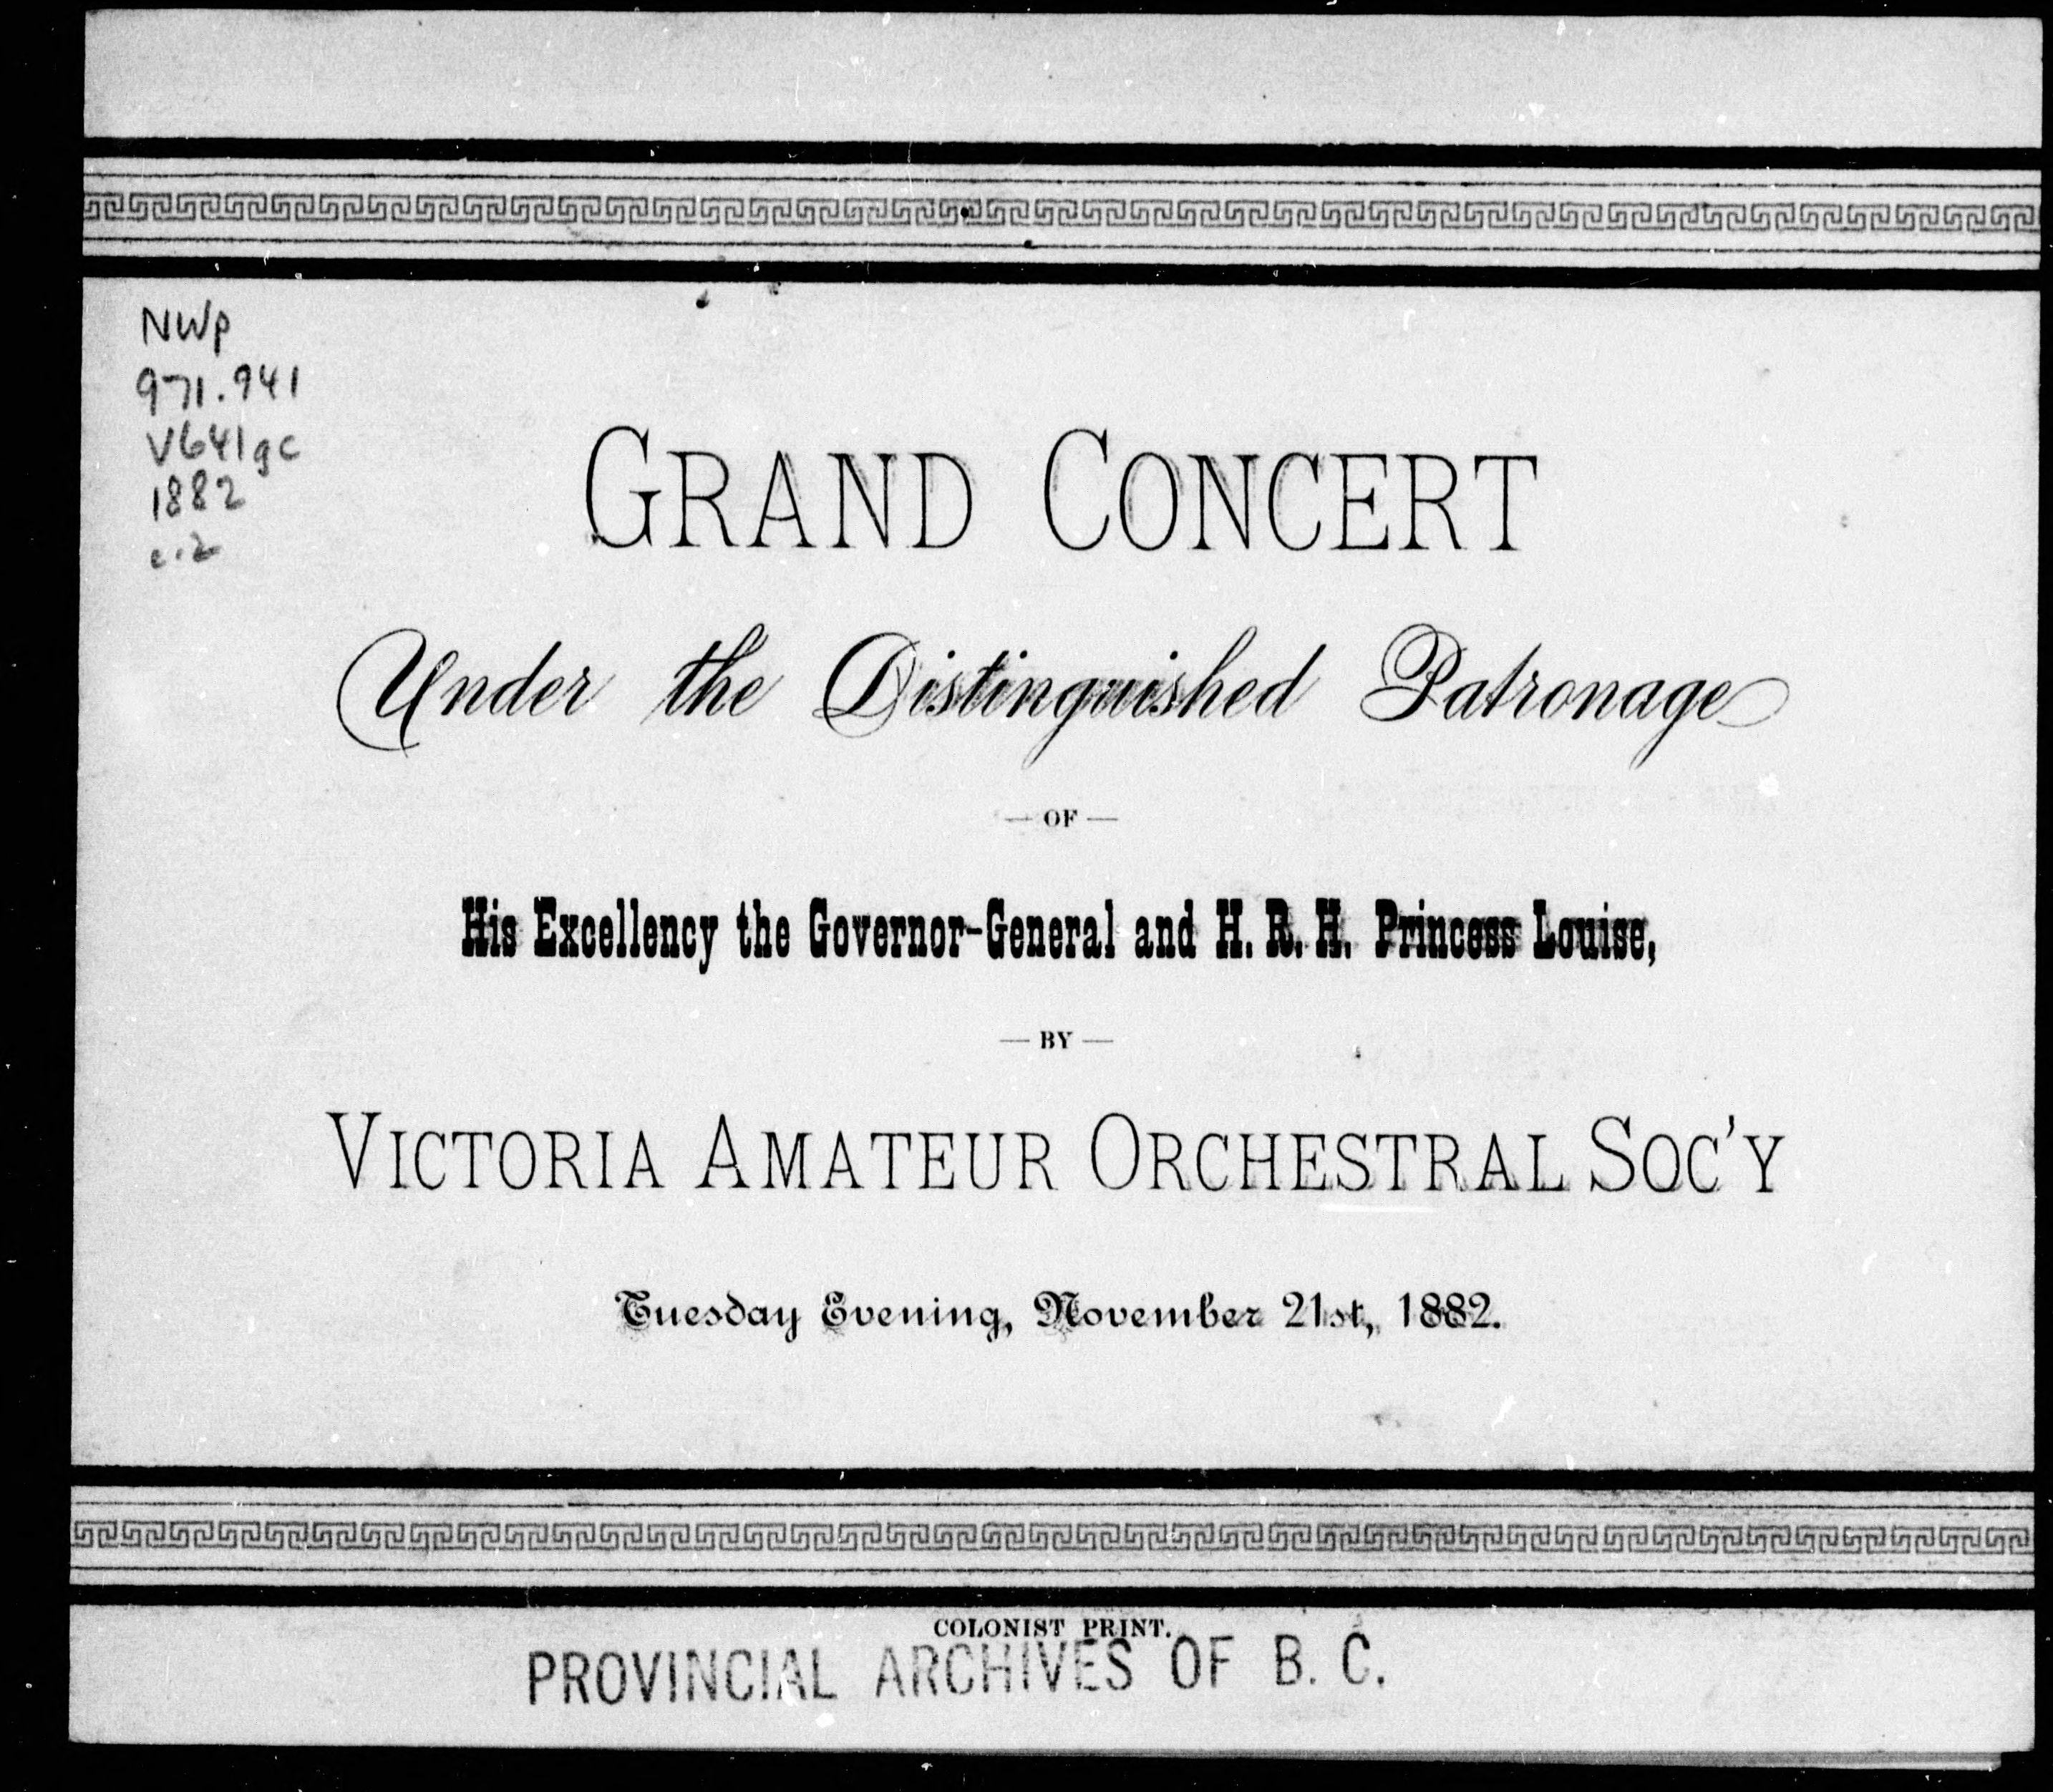 NWp
971.941
V641gc
1882
c.2
GRAND CONCERT
Under the Distinguished Patronage
— OF —
His Excellency the Governor-General and H. R. H. Princess Louise,
— BY —
VICTORIA AMATEUR ORCHESTRAL SOC'Y
Tuesday Evening, November 21st, 1882.
COLONIST PRINT.
PROVINCIAL ARCHIVES OF B. C.